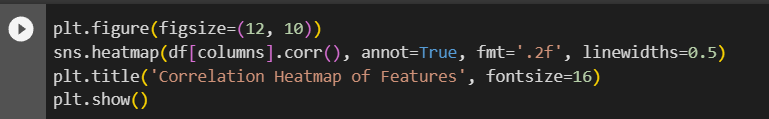 plt.figure(figsize=(12, 10))
sns.heatmap(df[columns].corr(), annot=True, fmt='.2f', linewidths=0.5)
plt.title('Correlation Heatmap of Features', fontsize=16)
plt.show()